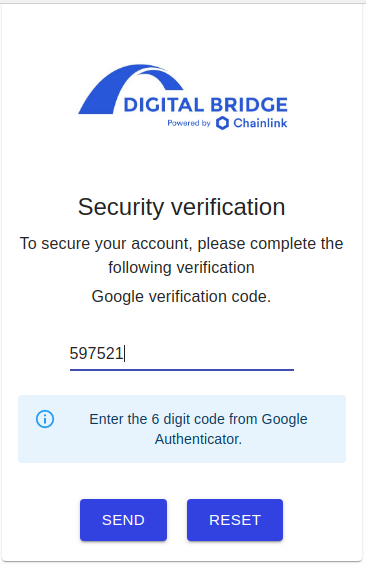 DIGITAL BRIDGE
Powered by Chainlink
Security verification
To secure your account, please complete the
following verification
Google verification code.
597521
Enter the 6 digit code from Google
Authenticator.
SEND RESET